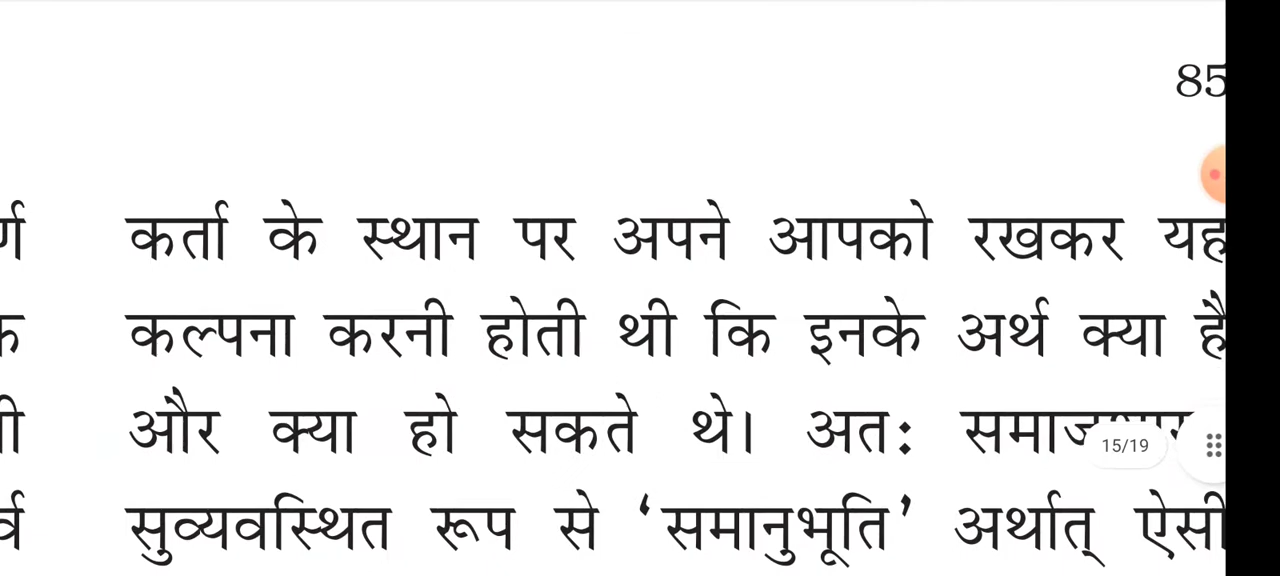 85
कर्ता के स्थान पर अपने आपको रखकर यह
कल्पना करनी होती थी कि इनके अर्थ क्या है
और क्या हो सकते थे। अतः
15/19
सुव्यवस्थित रूप से ‘समानुभूति’ अर्थात् ऐसी